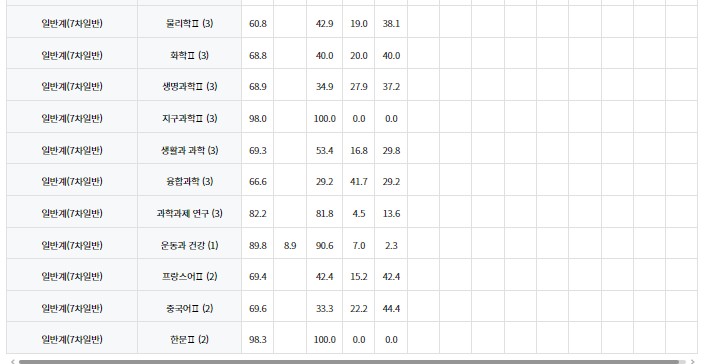 일반계(7차일반) 물리학Ⅱ (3) 60.8 42.9 19.0 38.1
일반계(7차일반) 화학Ⅱ (3) 68.8 40.0 20.0 40.0
일반계(7차일반) 생명과학Ⅱ (3) 68.9 34.9 27.9 37.2
일반계(7차일반) 지구과학Ⅱ (3) 98.0 100.0 0.0 0.0
일반계(7차일반) 생활과 과학 (3) 69.3 53.4 16.8 29.8
일반계(7차일반) 융합과학 (3) 66.6 29.2 41.7 29.2
일반계(7차일반) 과학과제 연구 (3) 82.2 81.8 4.5 13.6
일반계(7차일반) 운동과 건강 (1) 89.8 8.9 90.6 7.0 2.3
일반계(7차일반) 프랑스어Ⅱ (2) 69.4 42.4 15.2 42.4
일반계(7차일반) 중국어Ⅱ (2) 69.6 33.3 22.2 44.4
일반계(7차일반) 한문Ⅱ (2) 98.3 100.0 0.0 0.0